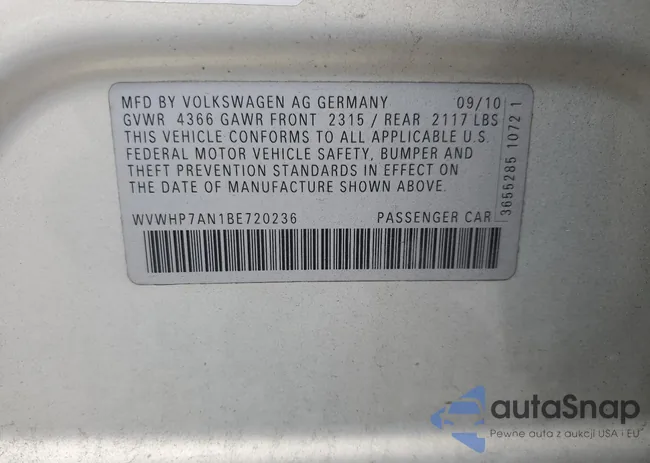 MFD BY VOLKSWAGEN AG GERMANY 09/10
GVWR 4366 GAWR FRONT 2315 / REAR 2117 LBS
THIS VEHICLE CONFORMS TO ALL APPLICABLE U.S.
FEDERAL MOTOR VEHICLE SAFETY, BUMPER AND
THEFT PREVENTION STANDARDS IN EFFECT ON
THE DATE OF MANUFACTURE SHOWN ABOVE.
WVWHP7AN1BE720236 PASSENGER CAR
3655285 1072 1
autaSnap
Pewne auta z aukcji USA i EU